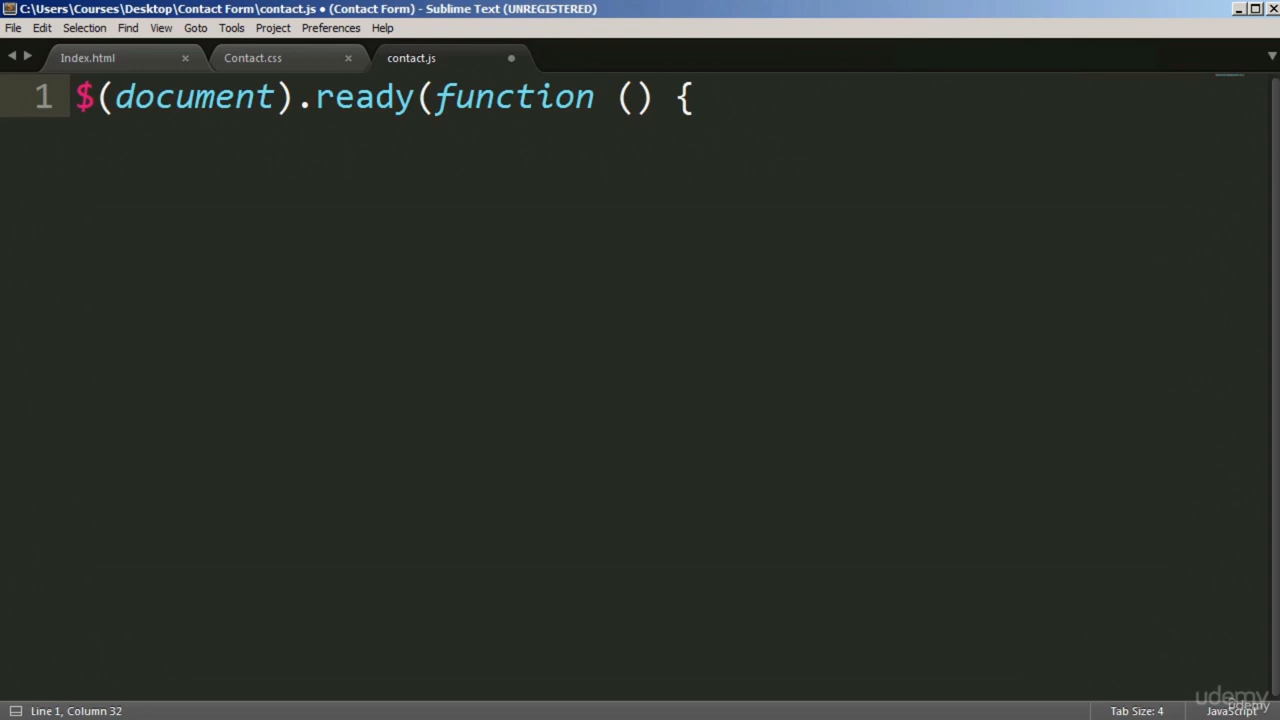 C:\Users\Courses\Desktop\Contact Form\contact.js • (Contact Form) - Sublime Text (UNREGISTERED)
File Edit Selection Find View Goto Tools Project Preferences Help
Index.html Contact.css contact.js
1 $(document).ready(function () {
udemy
Udemy
Line 1, Column 32 Tab Size: 4 JavaScript